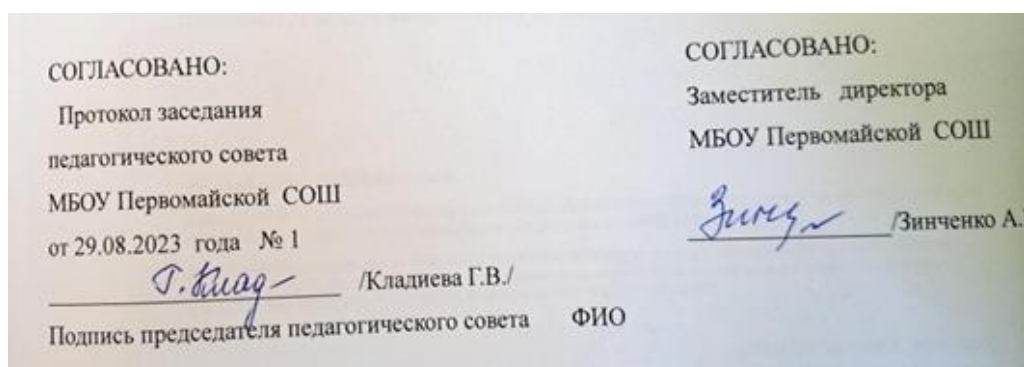 СОГЛАСОВАНО:
Протокол заседания
педагогического совета
МБОУ Первомайской СОШ
от 29.08.2023 года № 1
Г. Клад /Кладиева Г.В./
Подпись председателя педагогического совета ФИО
СОГЛАСОВАНО:
Заместитель директора
МБОУ Первомайской СОШ
/Зинченко А.